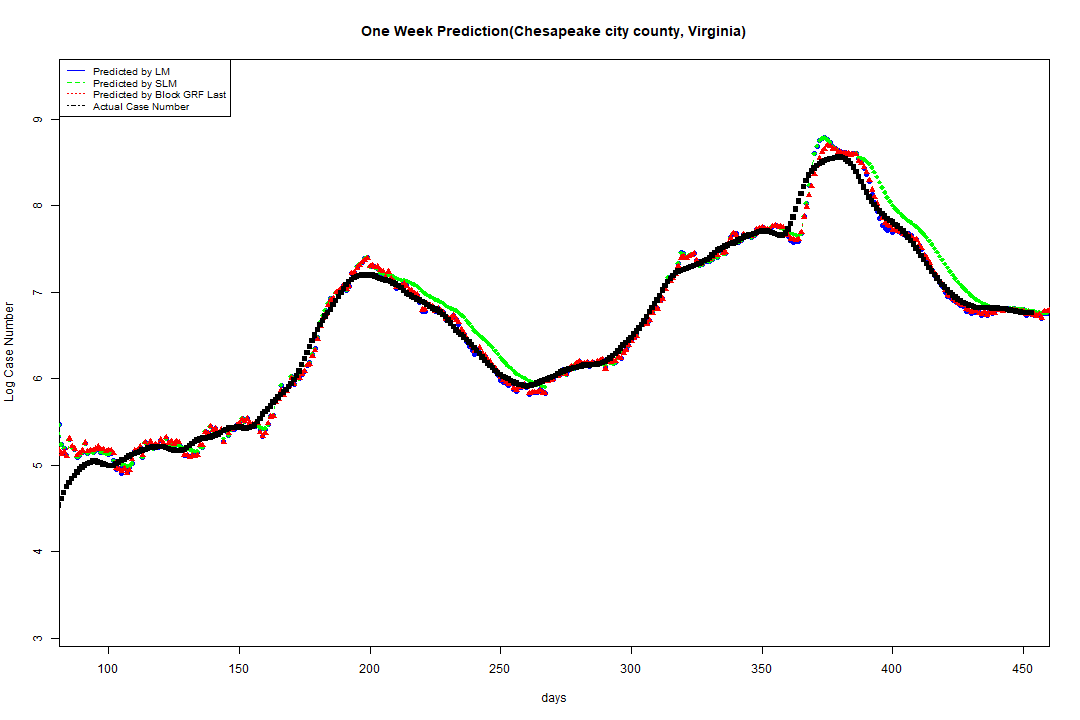 One Week Prediction(Chesapeake city county, Virginia)
Predicted by LM
Predicted by SLM
Predicted by Block GRF Last
Actual Case Number
9
8
7
6
5
4
3
Log Case Number
100 150 200 250 300 350 400 450
days